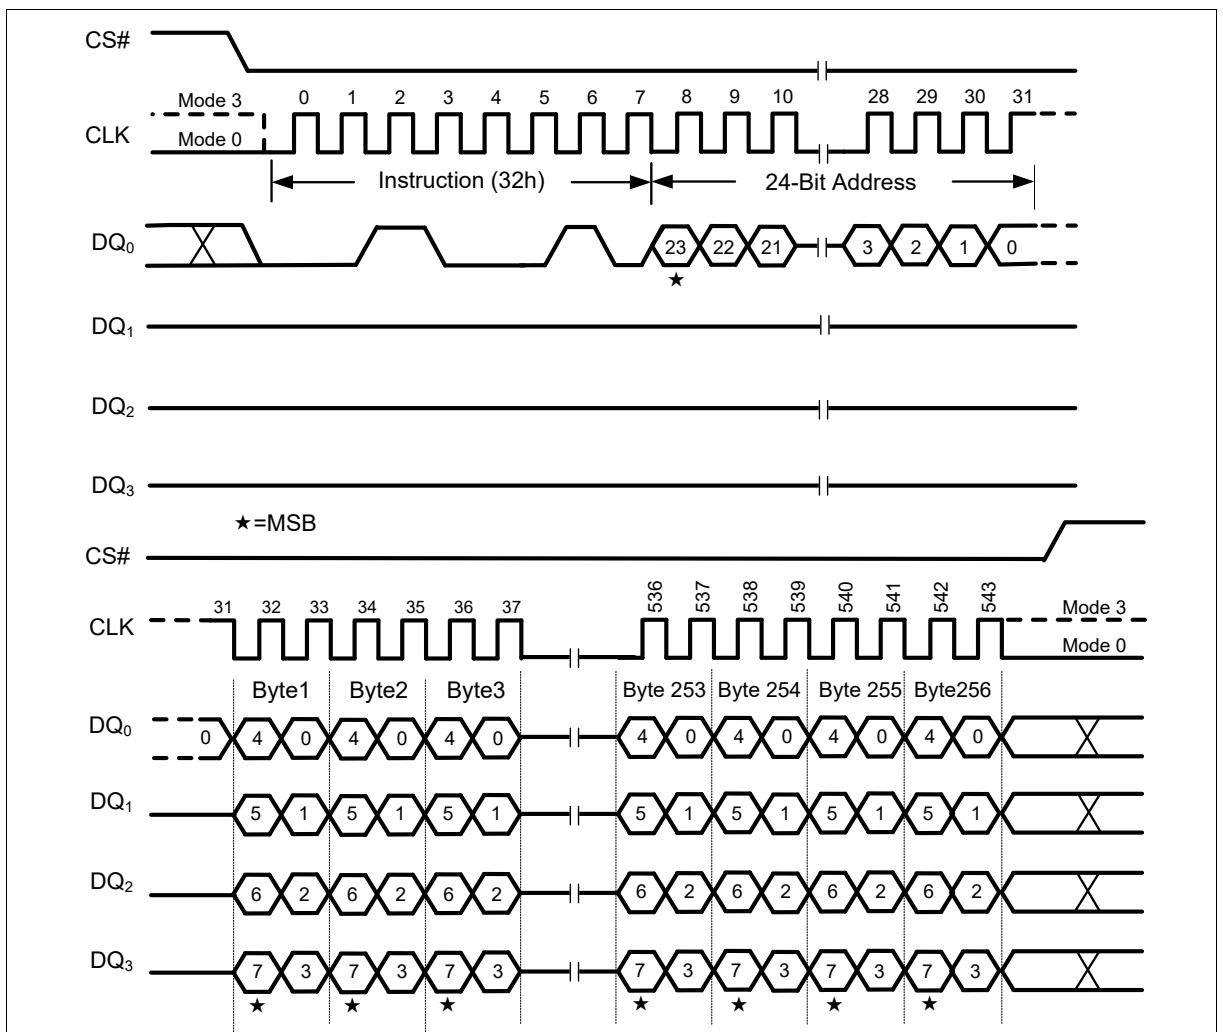 CS#
Mode 3 0 1 2 3 4 5 6 7 8 9 10 28 29 30 31
CLK
Mode 0
Instruction (32h) 24-Bit Address
DQ0 23 22 21 3 2 1 0
★
DQ1
DQ2
DQ3
★=MSB
CS#
31 32 33 34 35 36 37 536 537 538 539 540 541 542 543 Mode 3
CLK
Mode 0
Byte1 Byte2 Byte3 Byte 253 Byte 254 Byte 255 Byte256
DQ0 0 4 0 4 0 4 0 4 0 4 0 4 0 4 0
DQ1 5 1 5 1 5 1 5 1 5 1 5 1 5 1
DQ2 6 2 6 2 6 2 6 2 6 2 6 2 6 2
DQ3 7 3 7 3 7 3 7 3 7 3 7 3 7 3
★ ★ ★ ★ ★ ★ ★